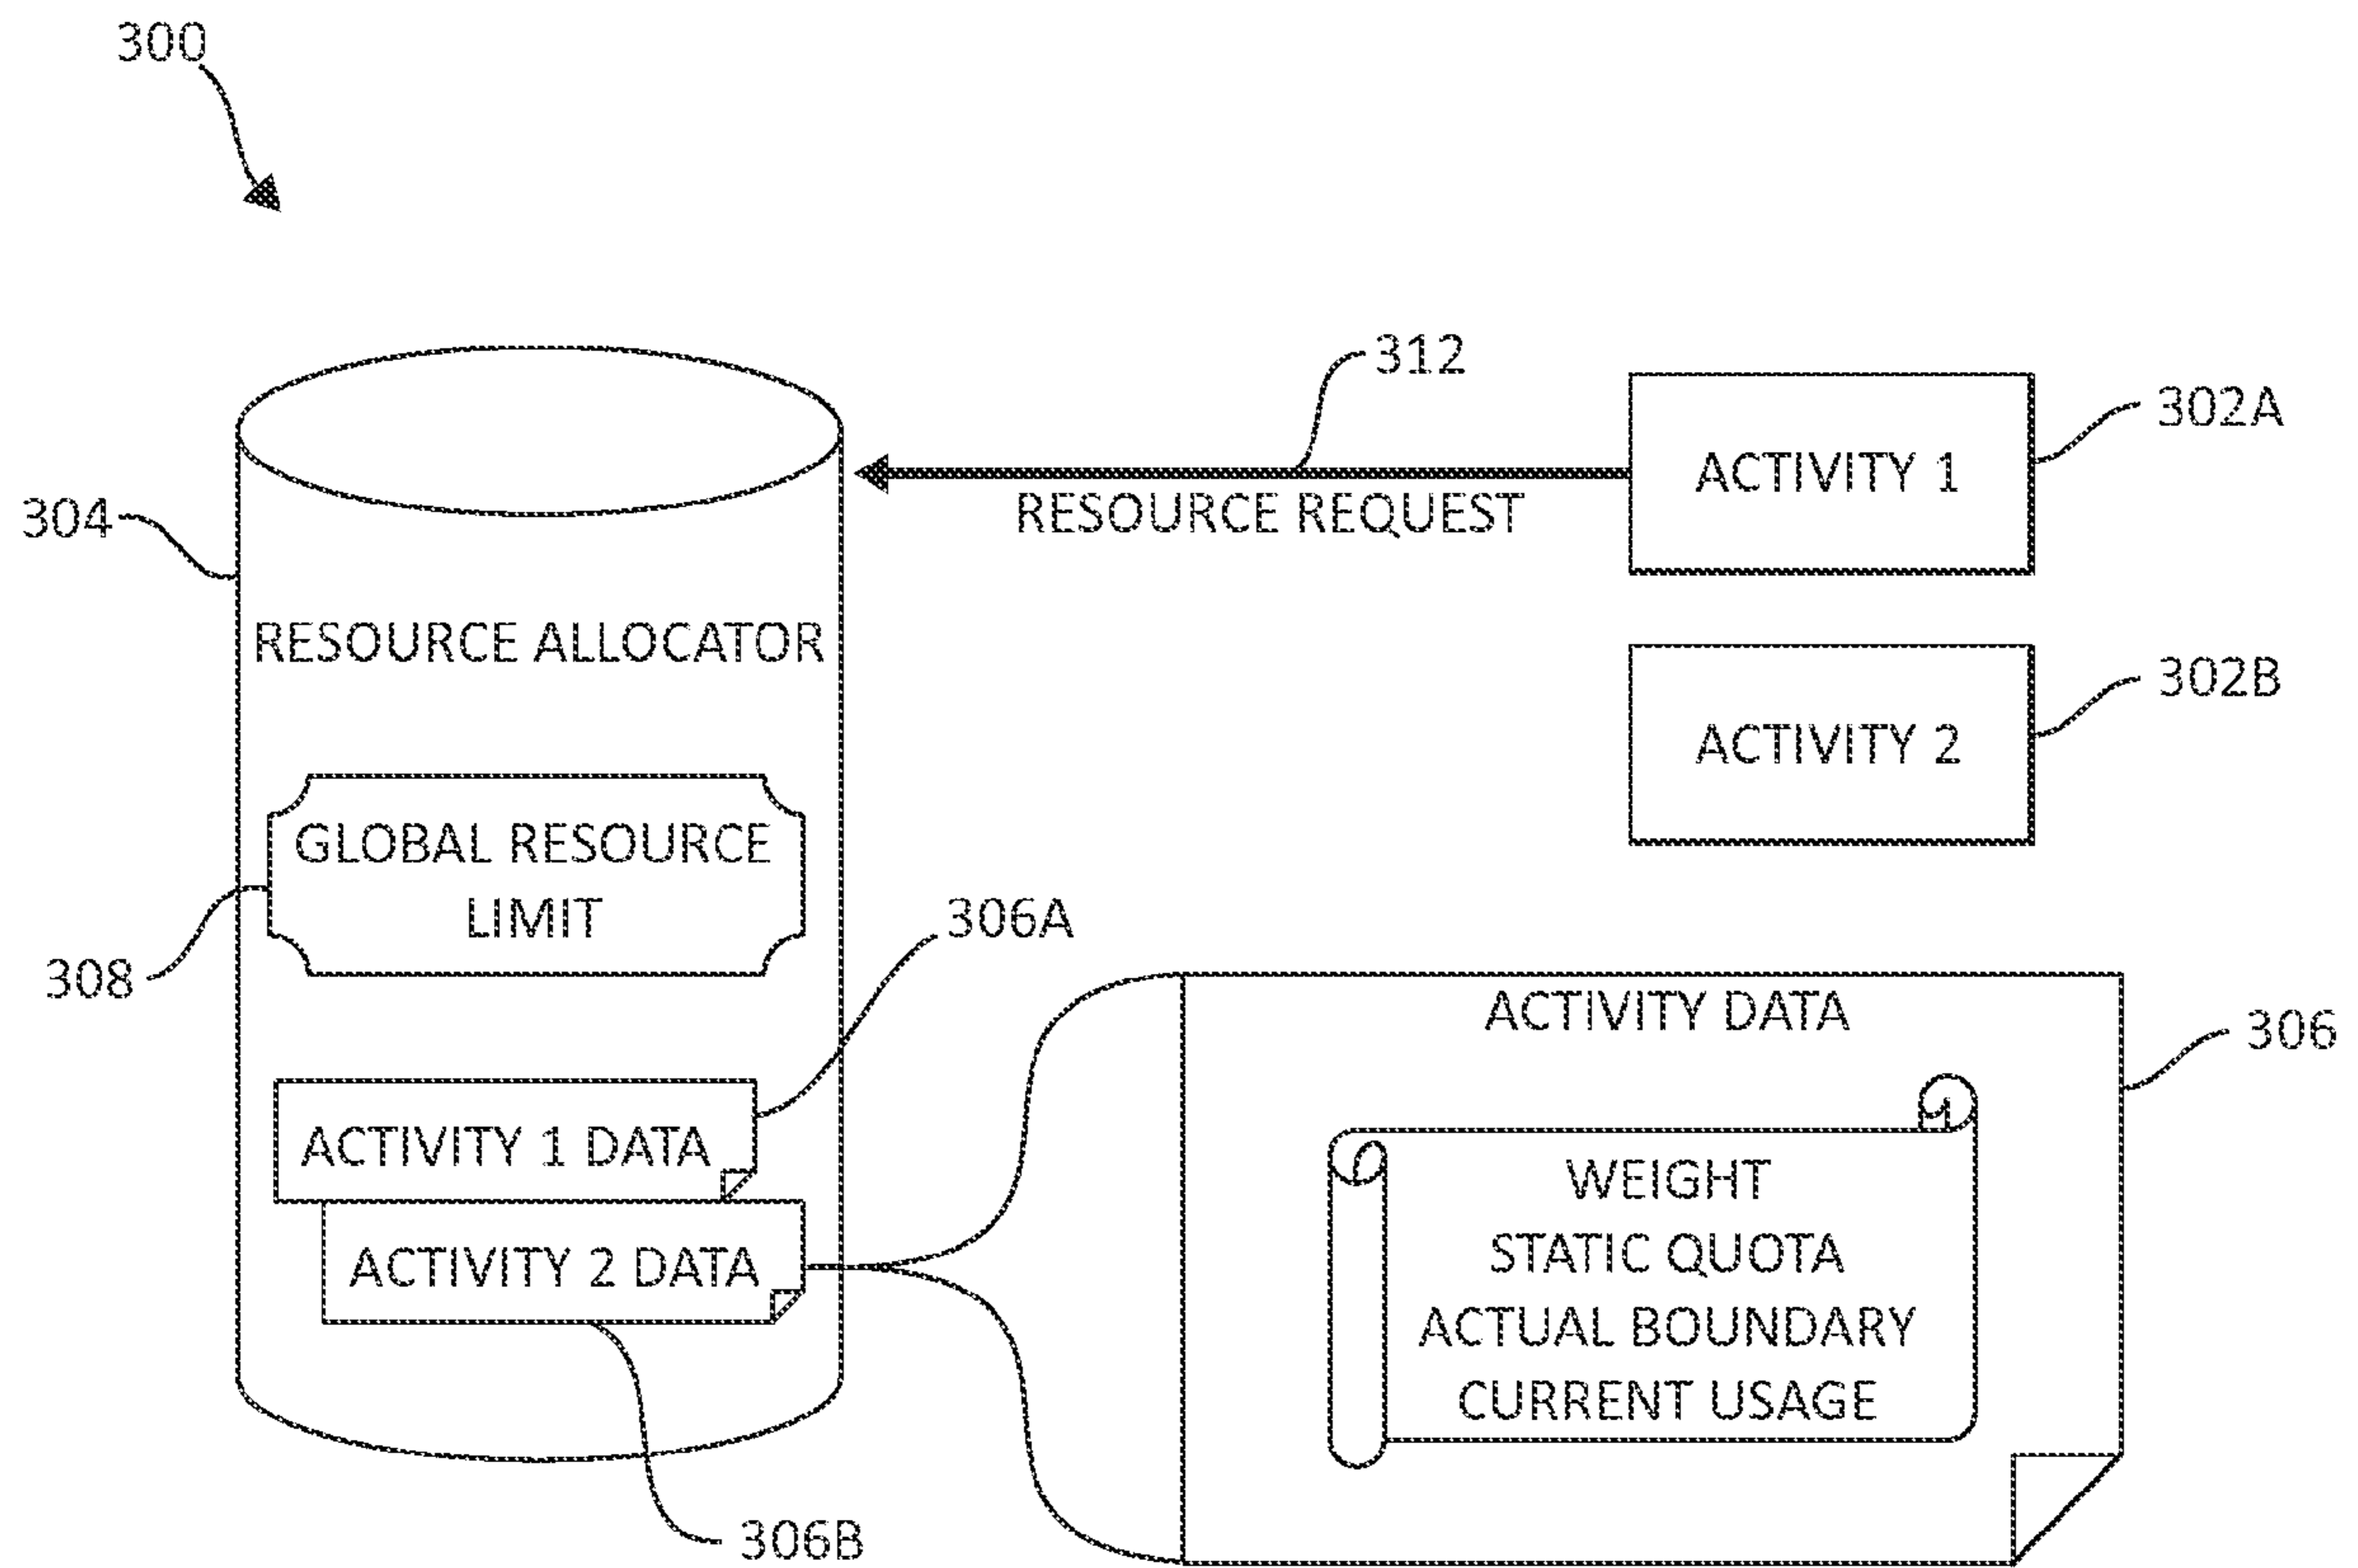 300
312
302A
ACTIVITY 1
RESOURCE REQUEST
304
RESOURCE ALLOCATOR
302B
ACTIVITY 2
GLOBAL RESOURCE
LIMIT
308
306A
ACTIVITY DATA
306
ACTIVITY 1 DATA
ACTIVITY 2 DATA
WEIGHT
STATIC QUOTA
ACTUAL BOUNDARY
CURRENT USAGE
306B